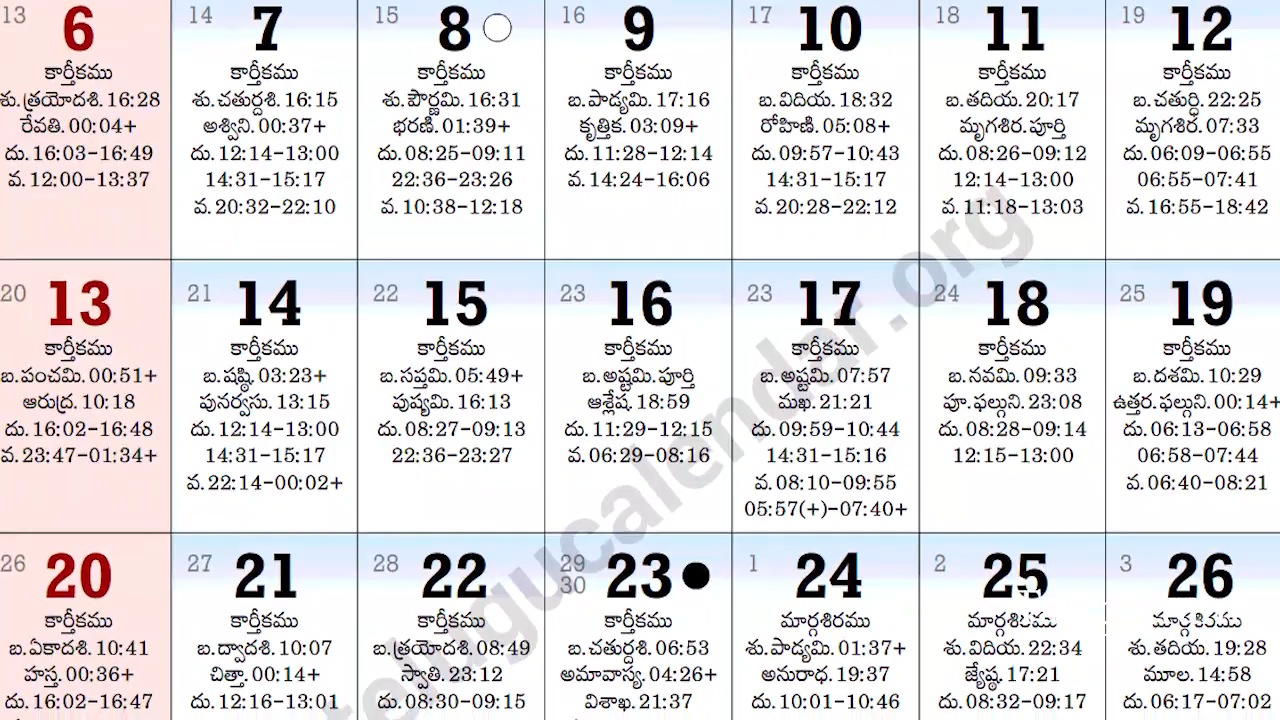 13 6
కార్తీకము
శు.త్రయోదశి.16:28
రేవతి.00:04+
దు.16:03-16:49
వ.12:00-13:37
14 7
కార్తీకము
శు.చతుర్దశి.16:15
అశ్విని.00:37+
దు.12:14-13:00
14:31-15:17
వ.20:32-22:10
15 8
కార్తీకము
శు.పౌర్ణమి.16:31
భరణి.01:39+
దు.08:25-09:11
22:36-23:26
వ.10:38-12:18
16 9
కార్తీకము
బ.పాడ్యమి.17:16
కృత్తిక.03:09+
దు.11:28-12:14
వ.14:24-16:06
17 10
కార్తీకము
బ.విదియ.18:32
రోహిణి.05:08+
దు.09:57-10:43
14:31-15:17
వ.20:28-22:12
18 11
కార్తీకము
బ.తదియ.20:17
మృగశిర.పూర్తి
దు.08:26-09:12
12:14-13:00
వ.11:18-13:03
19 12
కార్తీకము
బ.చతుర్థి.22:25
మృగశిర.07:33
దు.06:09-06:55
06:55-07:41
వ.16:55-18:42
20 13
కార్తీకము
బ.పంచమి.00:51+
ఆరుద్ర.10:18
దు.16:02-16:48
వ.23:47-01:34+
21 14
కార్తీకము
బ.షష్ఠి.03:23+
పునర్వసు.13:15
దు.12:14-13:00
14:31-15:17
వ.22:14-00:02+
22 15
కార్తీకము
బ.సప్తమి.05:49+
పుష్యమి.16:13
దు.08:27-09:13
22:36-23:27
23 16
కార్తీకము
బ.అష్టమి.పూర్తి
ఆశ్లేష.18:59
దు.11:29-12:15
వ.06:29-08:16
23 17
కార్తీకము
బ.అష్టమి.07:57
మఖ.21:21
దు.09:59-10:44
14:31-15:16
వ.08:10-09:55
05:57(+)-07:40+
24 18
కార్తీకము
బ.నవమి.09:33
పూ.ఫల్గుని.23:08
దు.08:28-09:14
12:15-13:00
25 19
కార్తీకము
బ.దశమి.10:29
ఉత్తర.ఫల్గుని.00:14+
దు.06:13-06:58
06:58-07:44
వ.06:40-08:21
26 20
కార్తీకము
బ.ఏకాదశి.10:41
హస్త.00:36+
దు.16:02-16:47
27 21
కార్తీకము
బ.ద్వాదశి.10:07
చిత్తా.00:14+
దు.12:16-13:01
28 22
కార్తీకము
బ.త్రయోదశి.08:49
స్వాతి.23:12
దు.08:30-09:15
29 30 23
కార్తీకము
బ.చతుర్దశి.06:53
అమావాస్య.04:26+
విశాఖ.21:37
1 24
మార్గశిరము
శు.పాడ్యమి.01:37+
అనురాధ.19:37
దు.10:01-10:46
2 25
మార్గశిరము
శు.విదియ.22:34
జ్యేష్ఠ.17:21
దు.08:32-09:17
3 26
మార్గశిరము
శు.తదియ.19:28
మూల.14:58
దు.06:17-07:02
telugucalendar.org